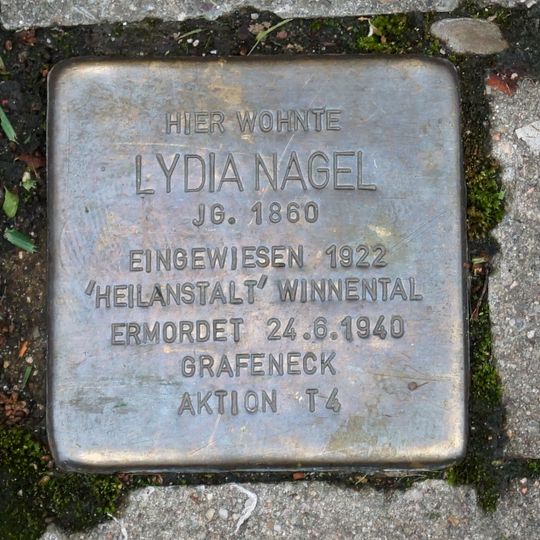 HIER WOHNTE
LYDIA NAGEL
JG. 1860
EINGEWIESEN 1922
'HEILANSTALT' WINNENTAL
ERMORDET 24.6.1940
GRAFENECK
AKTION T4